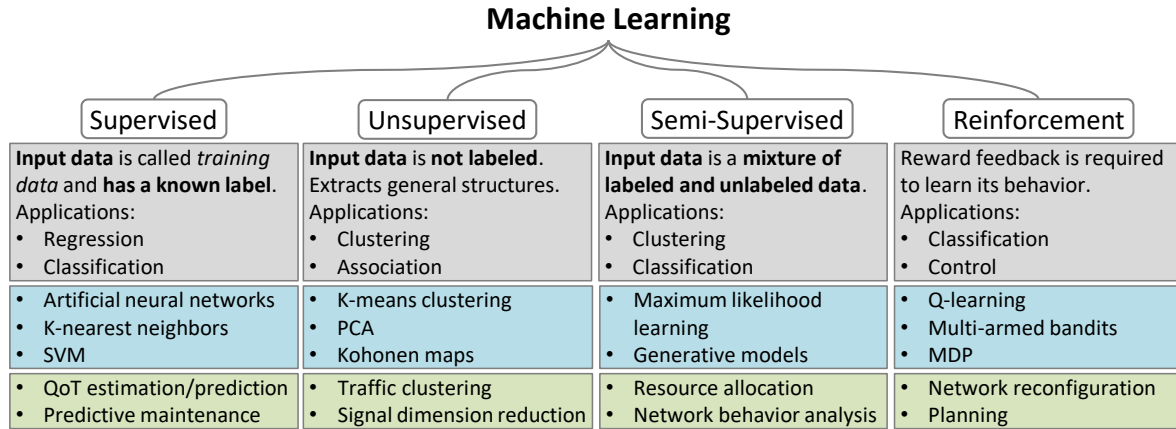 Machine Learning
Supervised
Unsupervised
Semi-Supervised
Reinforcement
Input data is called training
data and has a known label.
Applications:
• Regression
• Classification
Input data is not labeled.
Extracts general structures.
Applications:
• Clustering
• Association
Input data is a mixture of
labeled and unlabeled data.
Applications:
• Clustering
• Classification
Reward feedback is required
to learn its behavior.
Applications:
• Classification
• Control
• Artificial neural networks
• K-nearest neighbors
• SVM
• K-means clustering
• PCA
• Kohonen maps
• Maximum likelihood
learning
• Generative models
• Q-learning
• Multi-armed bandits
• MDP
• QoT estimation/prediction
• Predictive maintenance
• Traffic clustering
• Signal dimension reduction
• Resource allocation
• Network behavior analysis
• Network reconfiguration
• Planning